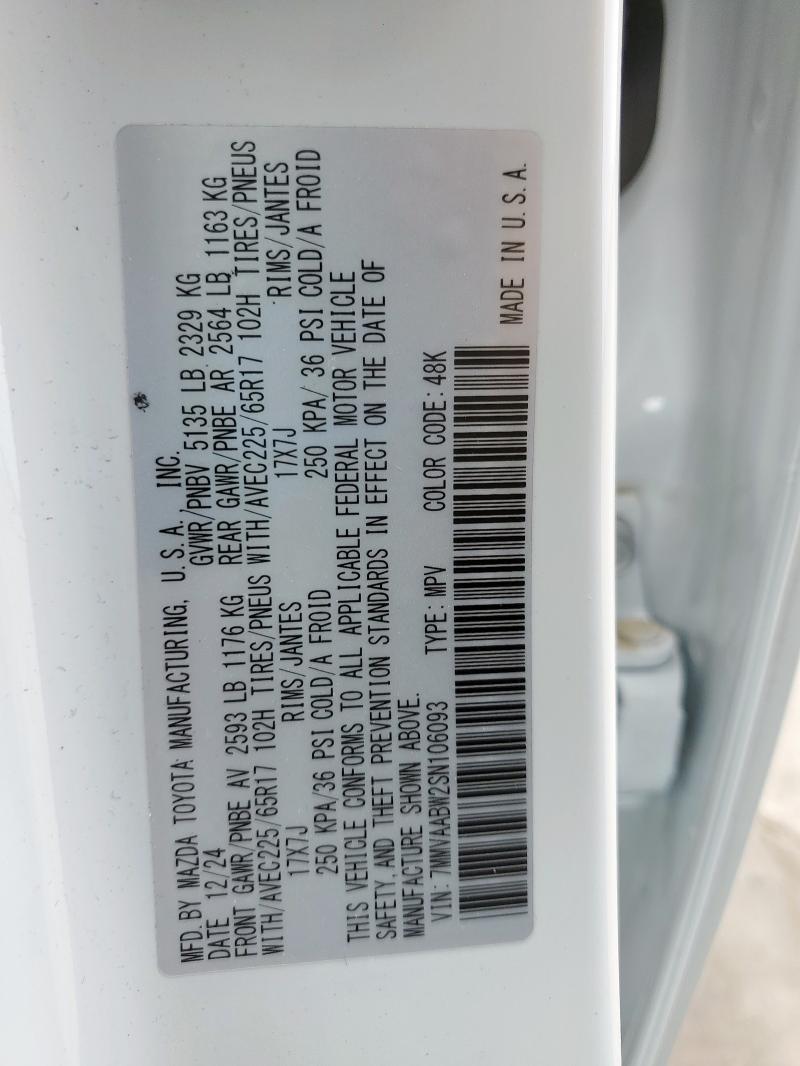 MFD. BY MAZDA TOYOTA MANUFACTURING, U.S.A., INC.
DATE 12/24 GVWR/PNBV 5135 LB 2329 KG
FRONT GAWR/PNBE AV 2593 LB 1176 KG REAR GAWR/PNBE AR 2564 LB 1163 KG
WITH/AVEC225/65R17 102H TIRES/PNEUS WITH/AVEC225/65R17 102H TIRES/PNEUS
17X7J RIMS/JANTES 17X7J RIMS/JANTES
250 KPA/36 PSI COLD/A FROID 250 KPA/ 36 PSI COLD/A FROID
THIS VEHICLE CONFORMS TO ALL APPLICABLE FEDERAL MOTOR VEHICLE
SAFETY, AND THEFT PREVENTION STANDARDS IN EFFECT ON THE DATE OF
MANUFACTURE SHOWN ABOVE.
VIN: 7MMVAABW2SN106093 TYPE: MPV COLOR CODE: 48K
MADE IN U.S.A.